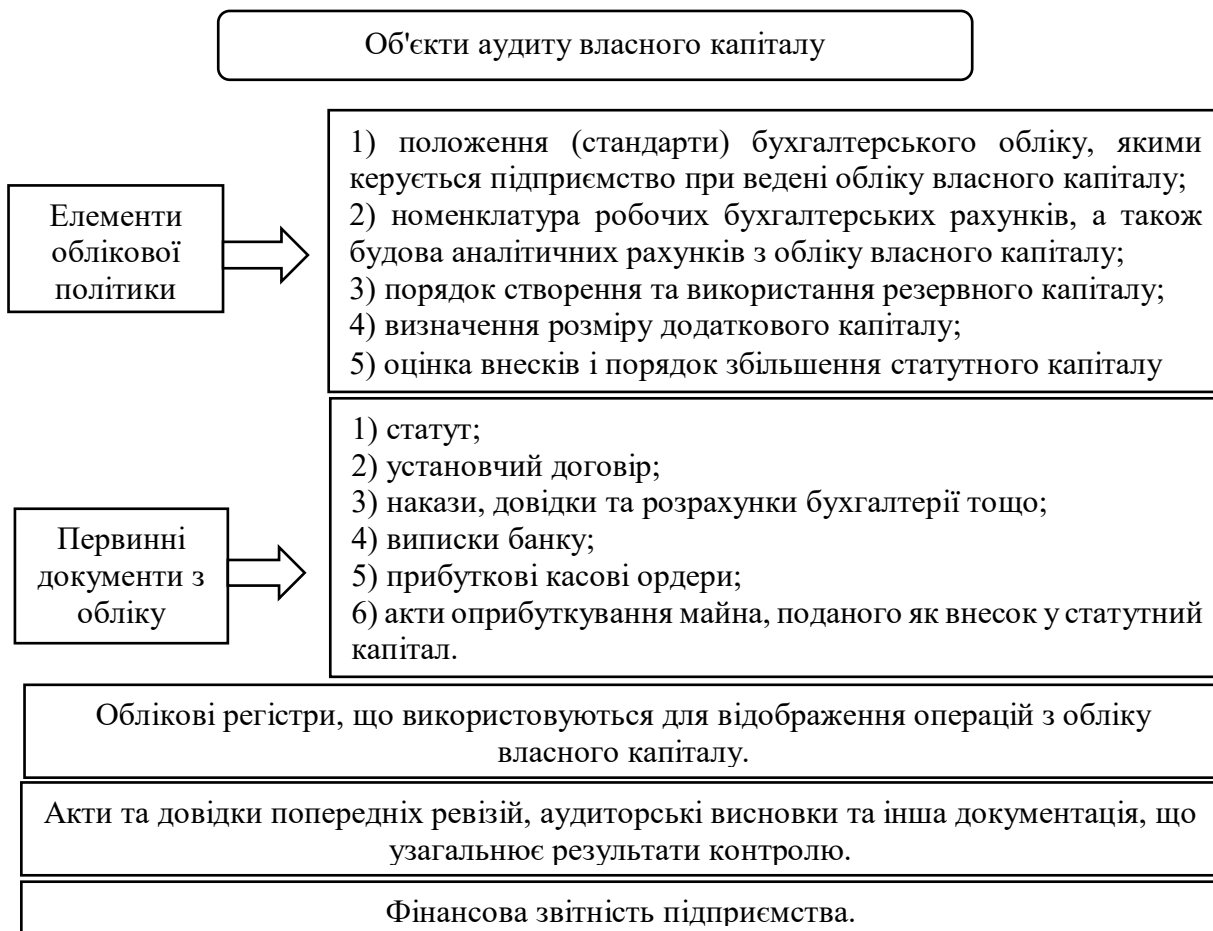 Об'єкти аудиту власного капіталу
Елементи
облікової
політики
1) положення (стандарти) бухгалтерського обліку, якими
керується підприємство при ведені обліку власного капіталу;
2) номенклатура робочих бухгалтерських рахунків, а також
будова аналітичних рахунків з обліку власного капіталу;
3) порядок створення та використання резервного капіталу;
4) визначення розміру додаткового капіталу;
5) оцінка внесків і порядок збільшення статутного капіталу
Первинні
документи з
обліку
1) статут;
2) установчий договір;
3) накази, довідки та розрахунки бухгалтерії тощо;
4) виписки банку;
5) прибуткові касові ордери;
6) акти оприбуткування майна, поданого як внесок у статутний
капітал.
Облікові регістри, що використовуються для відображення операцій з обліку
власного капіталу.
Акти та довідки попередніх ревізій, аудиторські висновки та інша документація, що
узагальнює результати контролю.
Фінансова звітність підприємства.